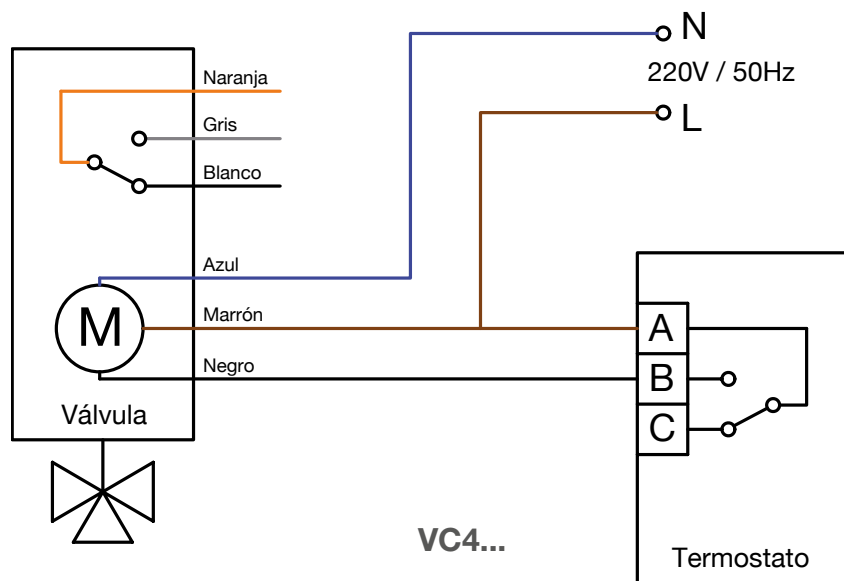 Naranja
Gris
Blanco
Azul
Marrón
Negro
M
Válvula
N
220V / 50Hz
L
A
B
C
VC4...
Termostato